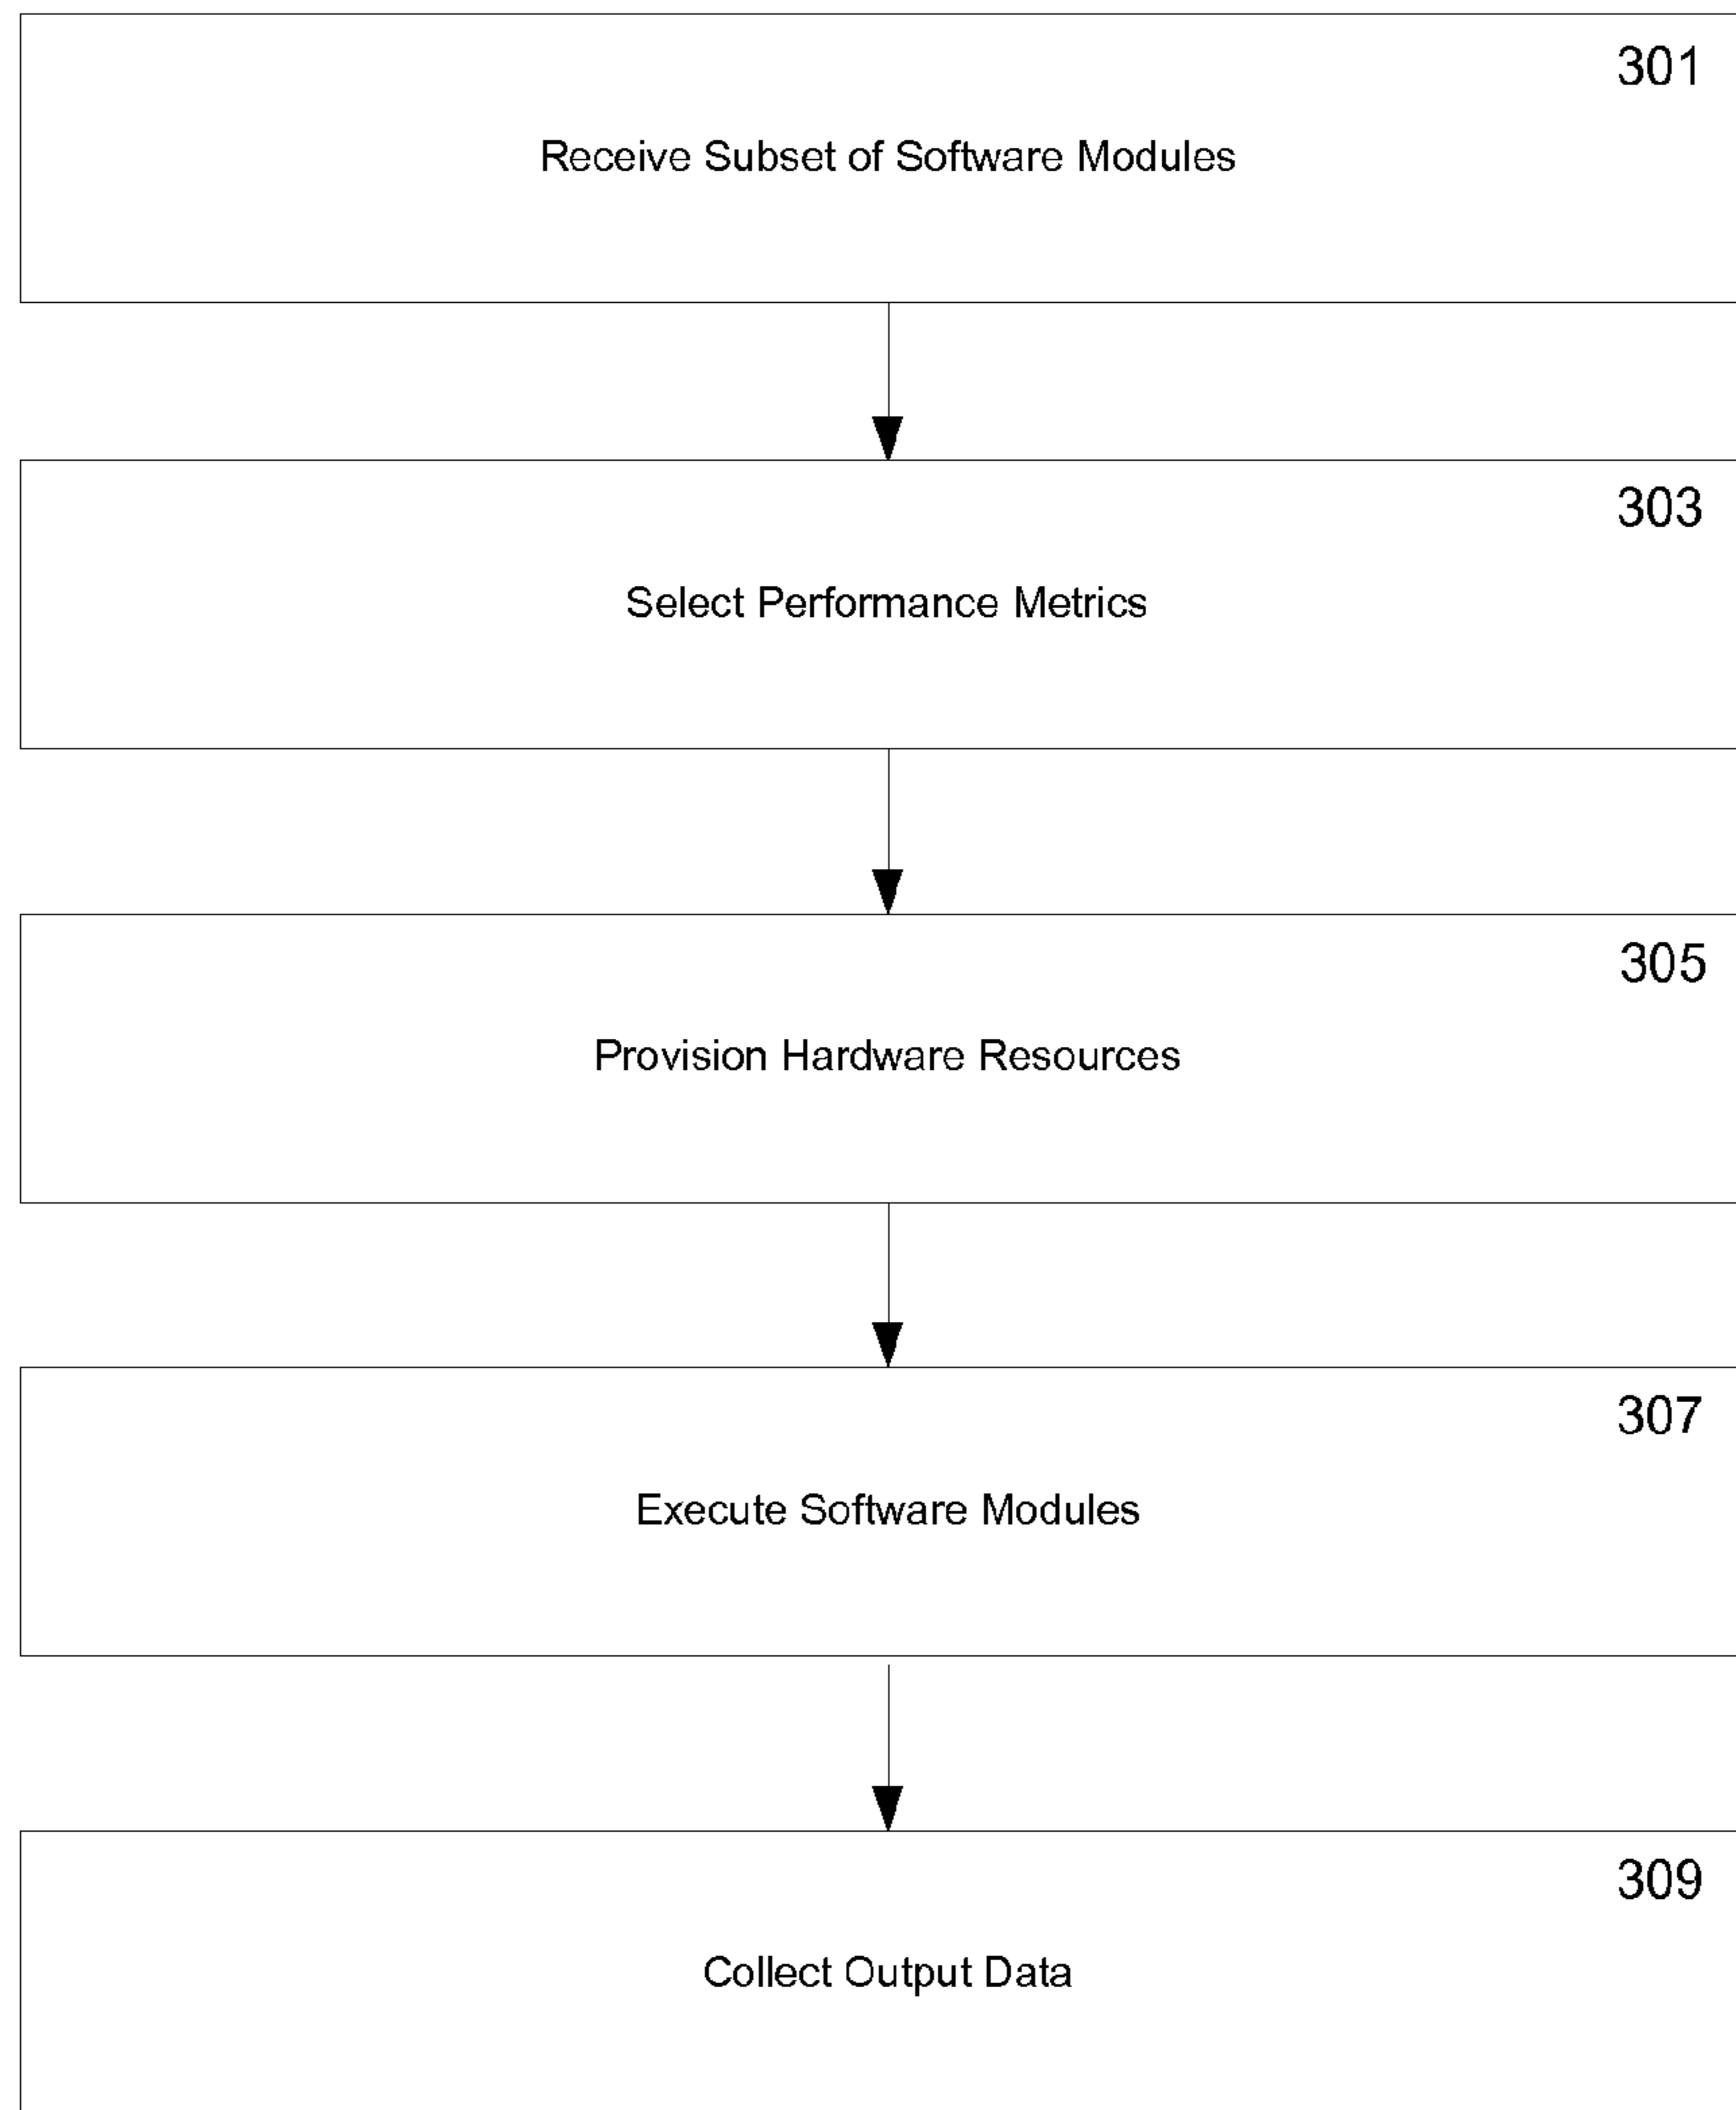 301
Receive Subset of Software Modules
303
Select Performance Metrics
305
Provision Hardware Resources
307
Execute Software Modules
309
Collect Output Data